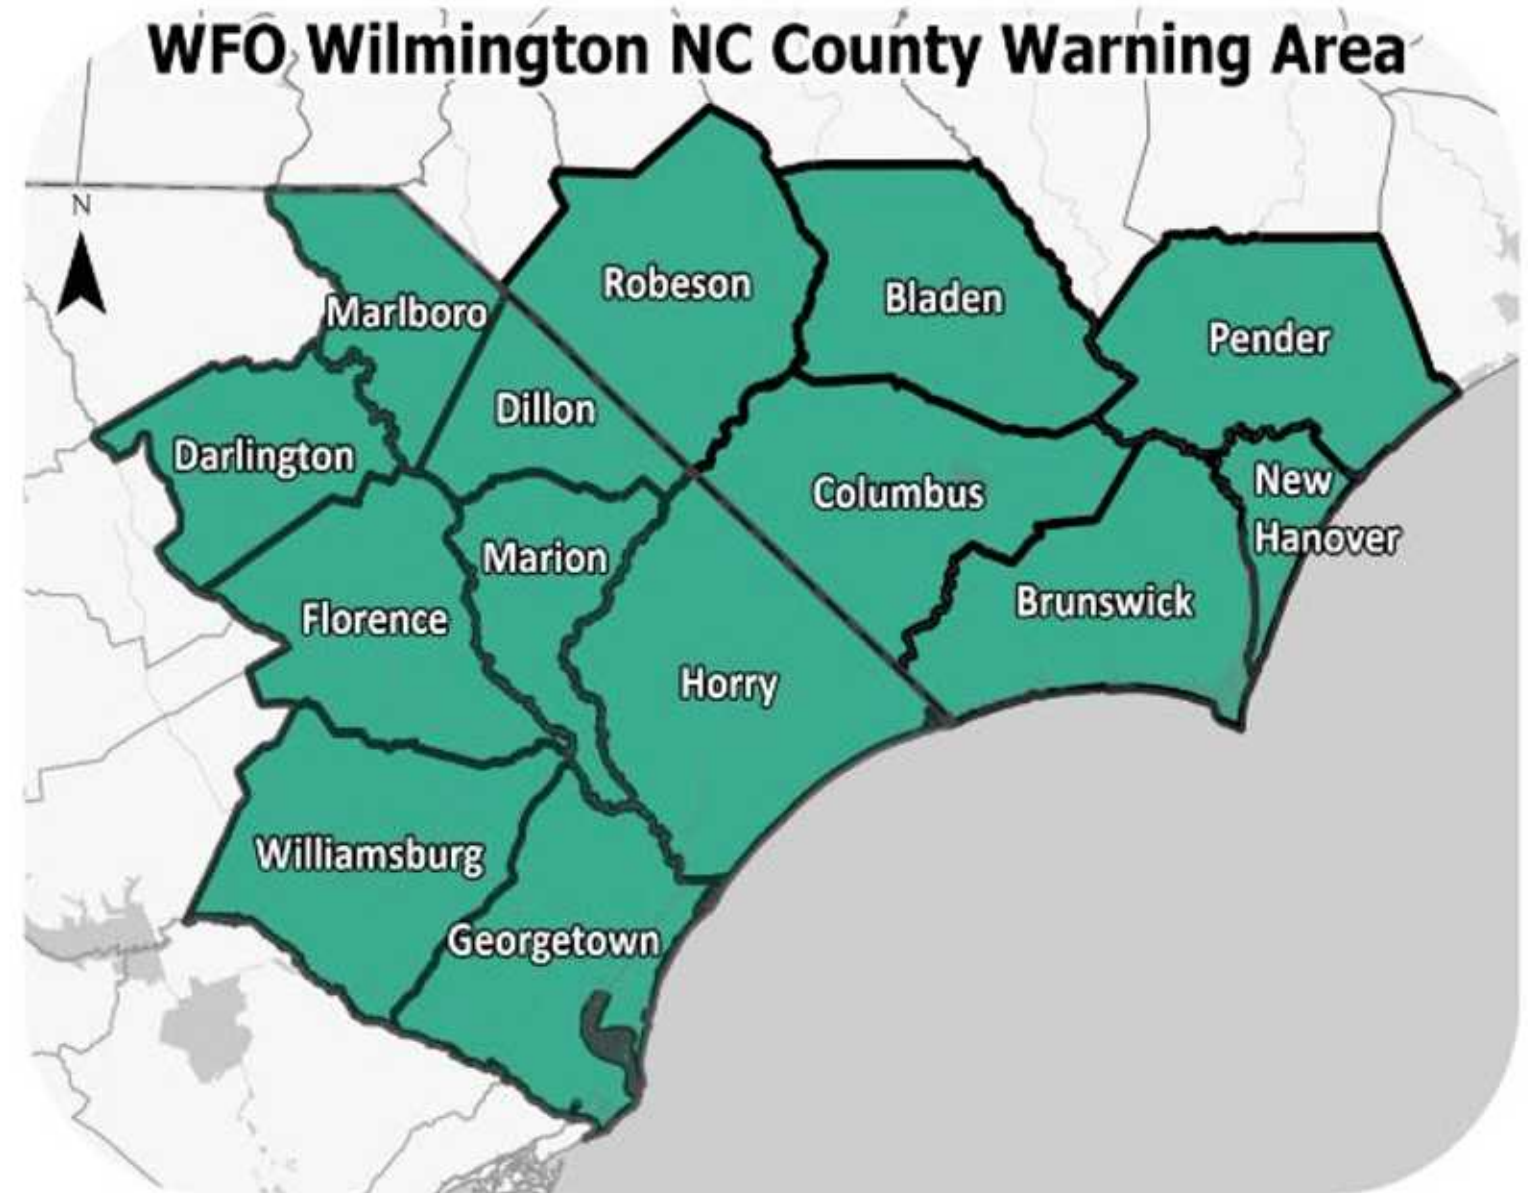 WFO Wilmington NC County Warning Area
N
Robeson
Bladen
Marlboro
Pender
Dillon
Darlington
Columbus
New
Hanover
Marion
Brunswick
Florence
Horry
Williamsburg
Georgetown